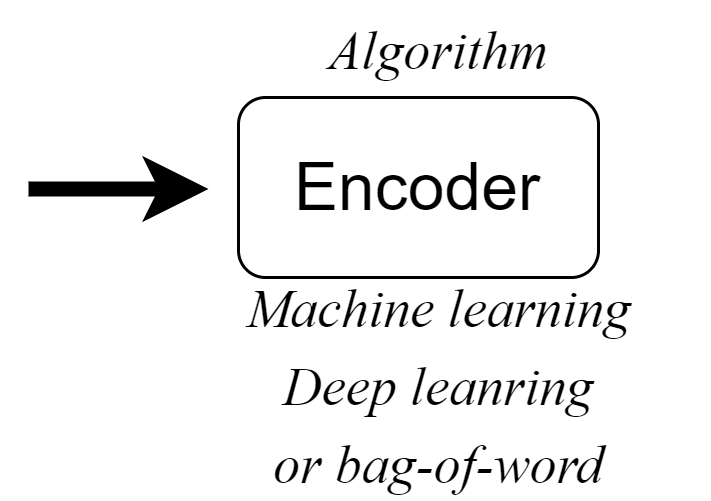 Algorithm
Encoder
Machine learning
Deep leanring
or bag-of-word